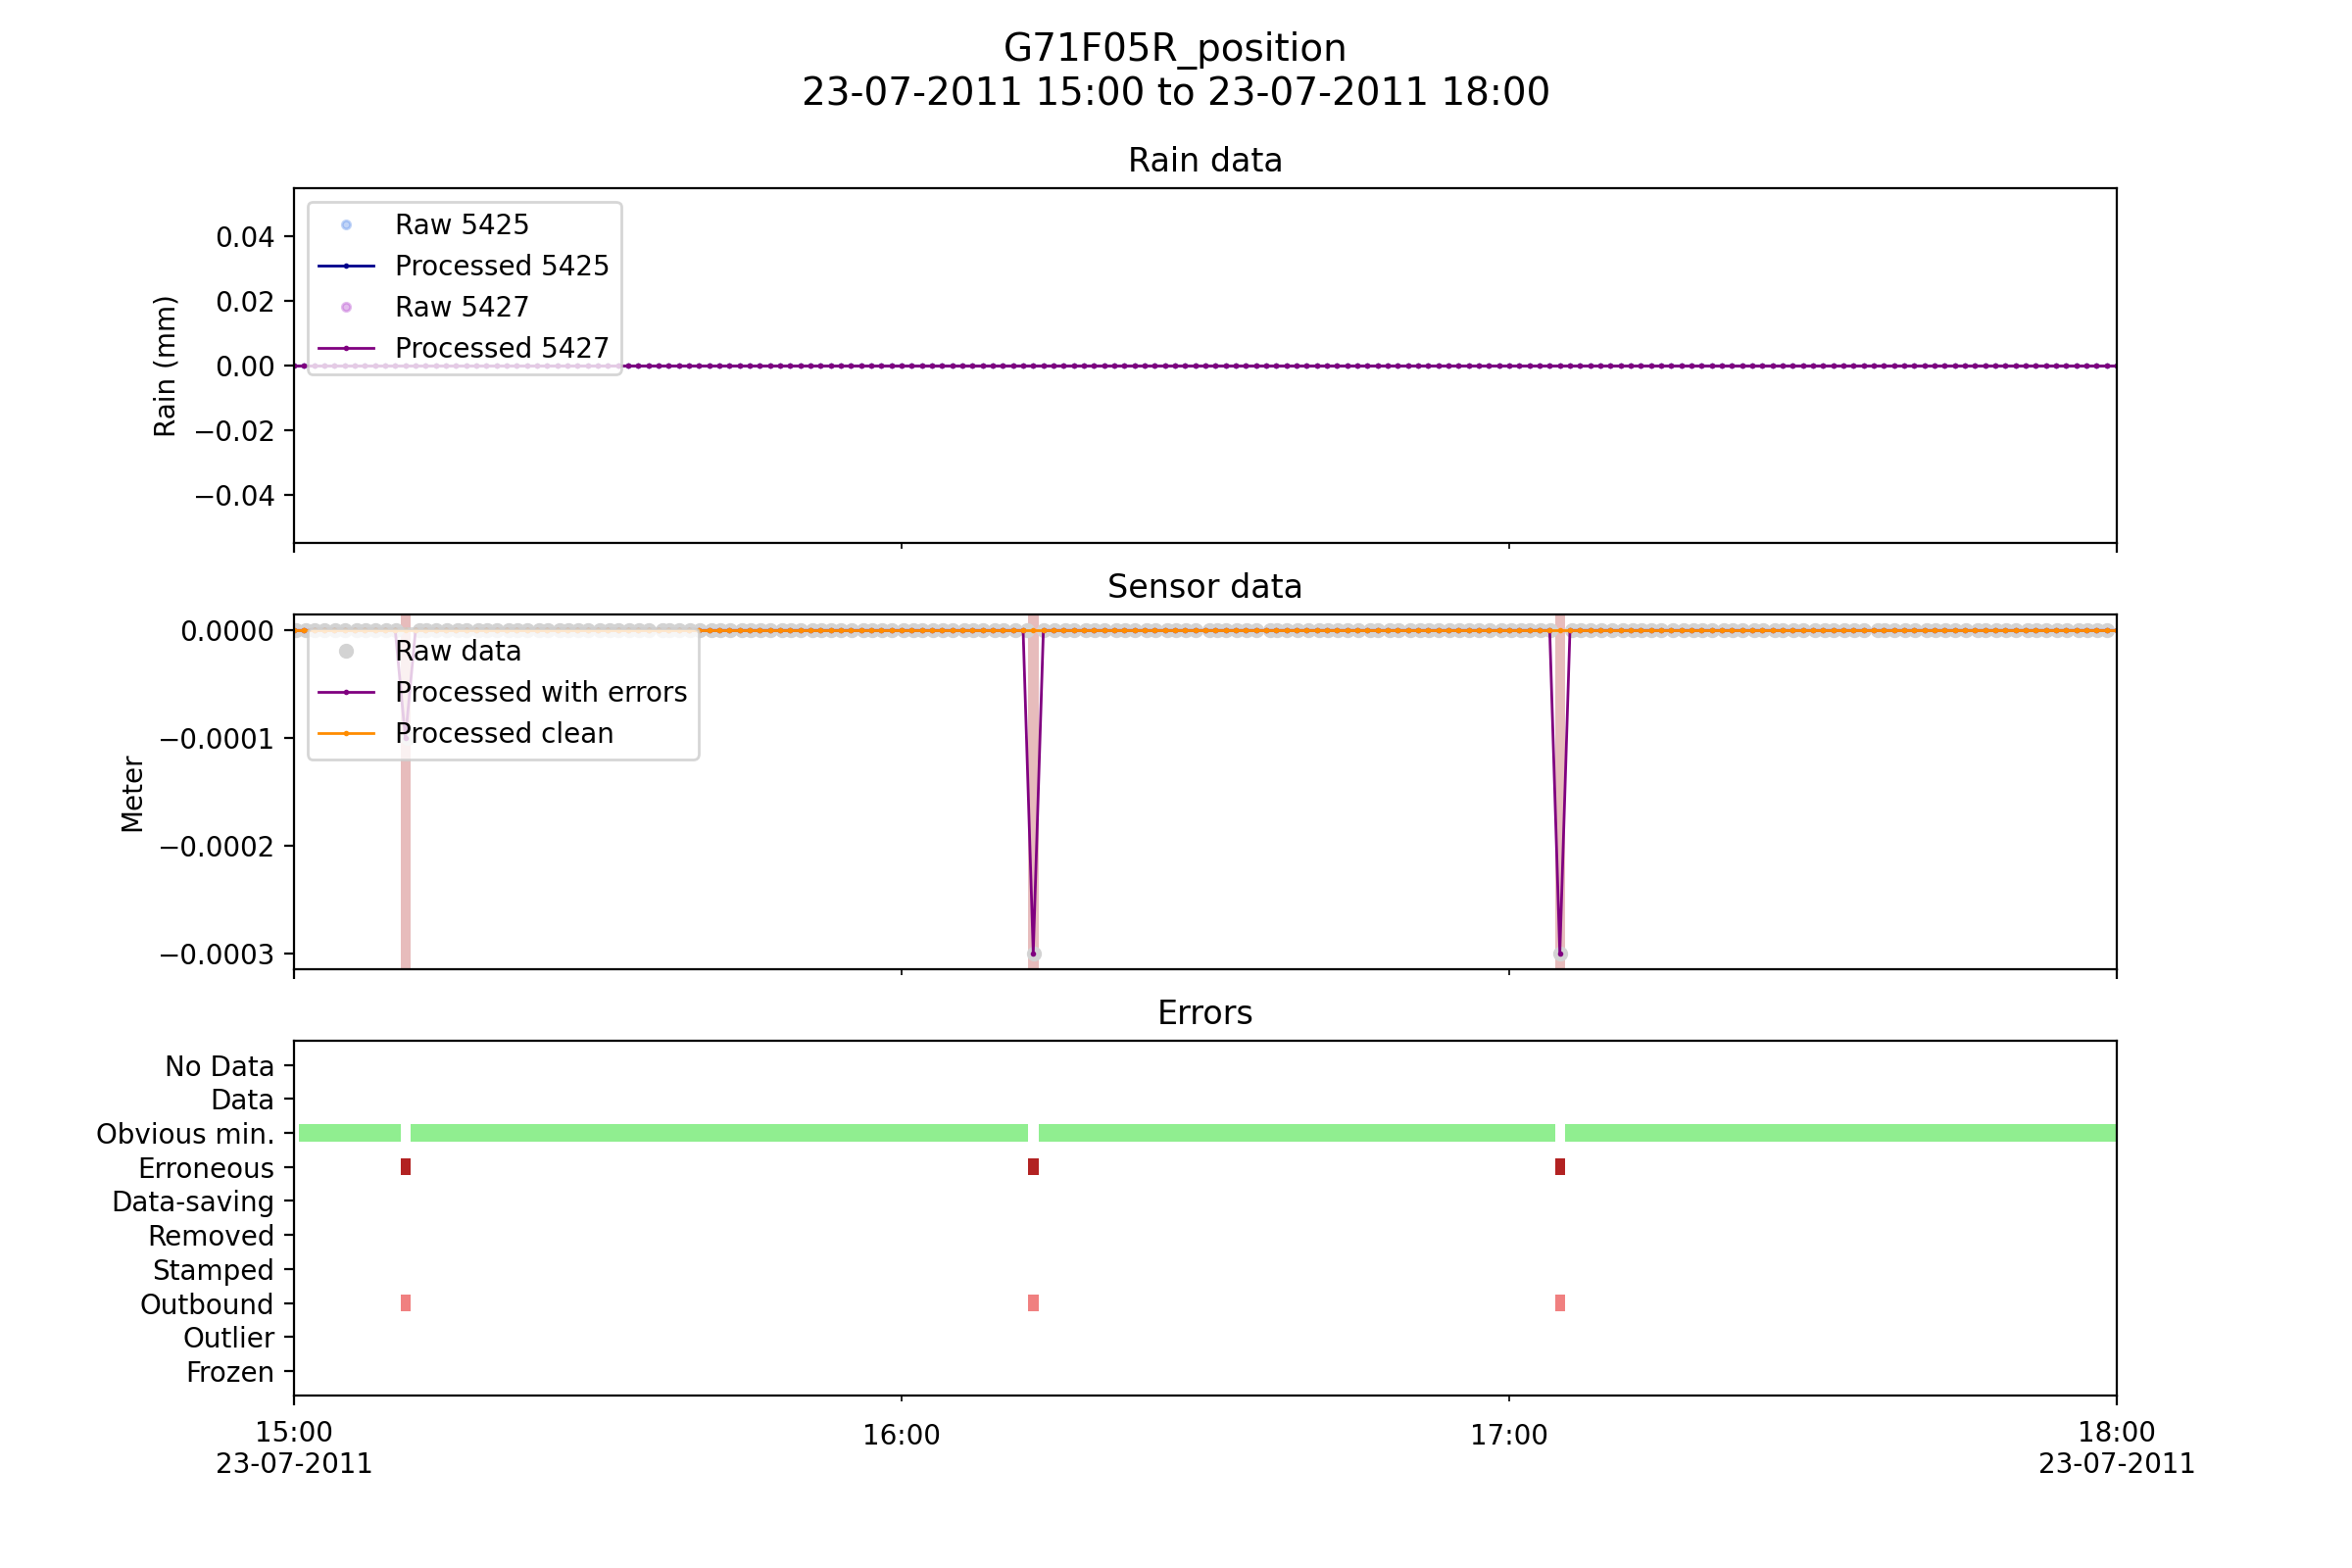 G71F05R_position
23-07-2011 15:00 to 23-07-2011 18:00
Rain data
Rain (mm)
0.04
0.02
0.00
−0.02
−0.04
Raw 5425
Processed 5425
Raw 5427
Processed 5427
Sensor data
Meter
0.0000
−0.0001
−0.0002
−0.0003
Raw data
Processed with errors
Processed clean
Errors
No Data
Data
Obvious min.
Erroneous
Data-saving
Removed
Stamped
Outbound
Outlier
Frozen
15:00
23-07-2011
16:00
17:00
18:00
23-07-2011